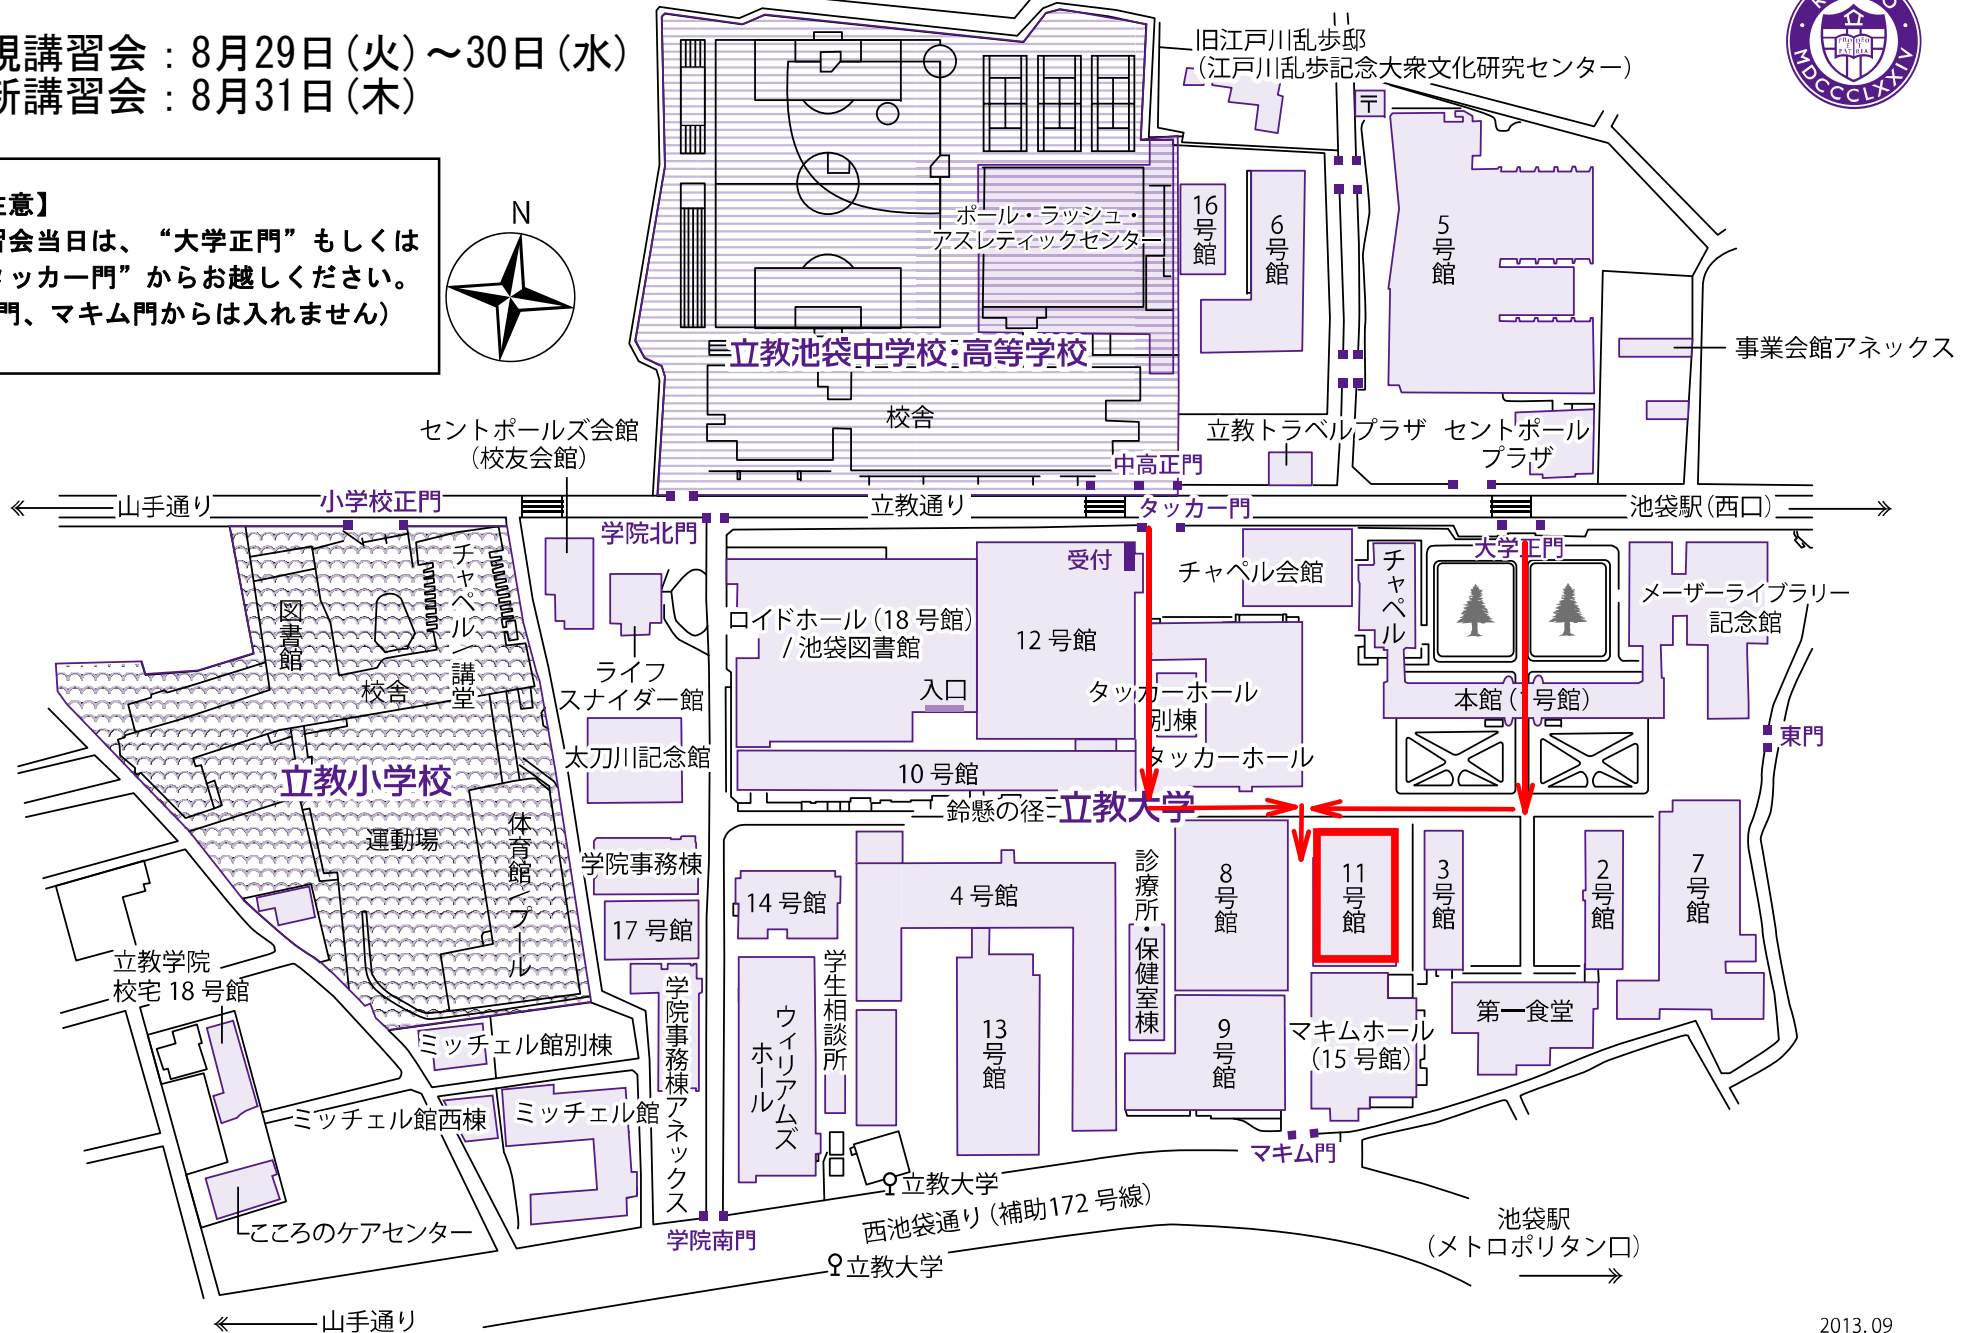 規講習会：8月29日(火)～30日(水)
新講習会：8月31日(木)
注意】
習会当日は、“大学正門”もしくは
タッカー門”からお越しください。
門、マキム門からは入れません)
N
MDCCCLXXIV
旧江戸川乱歩邸
(江戸川乱歩記念大衆文化研究センター)
〒
ポール・ラッシュ・
アスレティックセンター
16号館
6号館
5号館
事業会館アネックス
立教池袋中学校・高等学校
校舎
セントポールズ会館
(校友会館)
立教トラベルプラザ
セントポール
プラザ
中高正門
山手通り
小学校正門
立教通り
タッカー門
池袋駅(西口)
学院北門
大学正門
受付
チャペル会館
チャペル
メーザーライブラリー
記念館
図書館
チャペル/講堂
校舎
ロイドホール(18号館)
/池袋図書館
12号館
入口
ライフ
スナイダー館
タッカーホール
別棟
タッカーホール
本館(1号館)
東門
太刀川記念館
10号館
立教小学校
運動場
体育館/プール
鈴懸の径
立教大学
学院事務棟
14号館
4号館
診療所・保健室棟
8号館
11号館
3号館
2号館
7号館
17号館
立教学院
校宅18号館
学院事務棟アネックス
ウィリアムズ
ホール
学生相談所
13号館
9号館
マキムホール
(15号館)
第一食堂
ミッチェル館別棟
ミッチェル館西棟
ミッチェル館
マキム門
立教大学
西池袋通り(補助172号線)
こころのケアセンター
学院南門
立教大学
池袋駅
(メトロポリタン口)
山手通り
2013.09